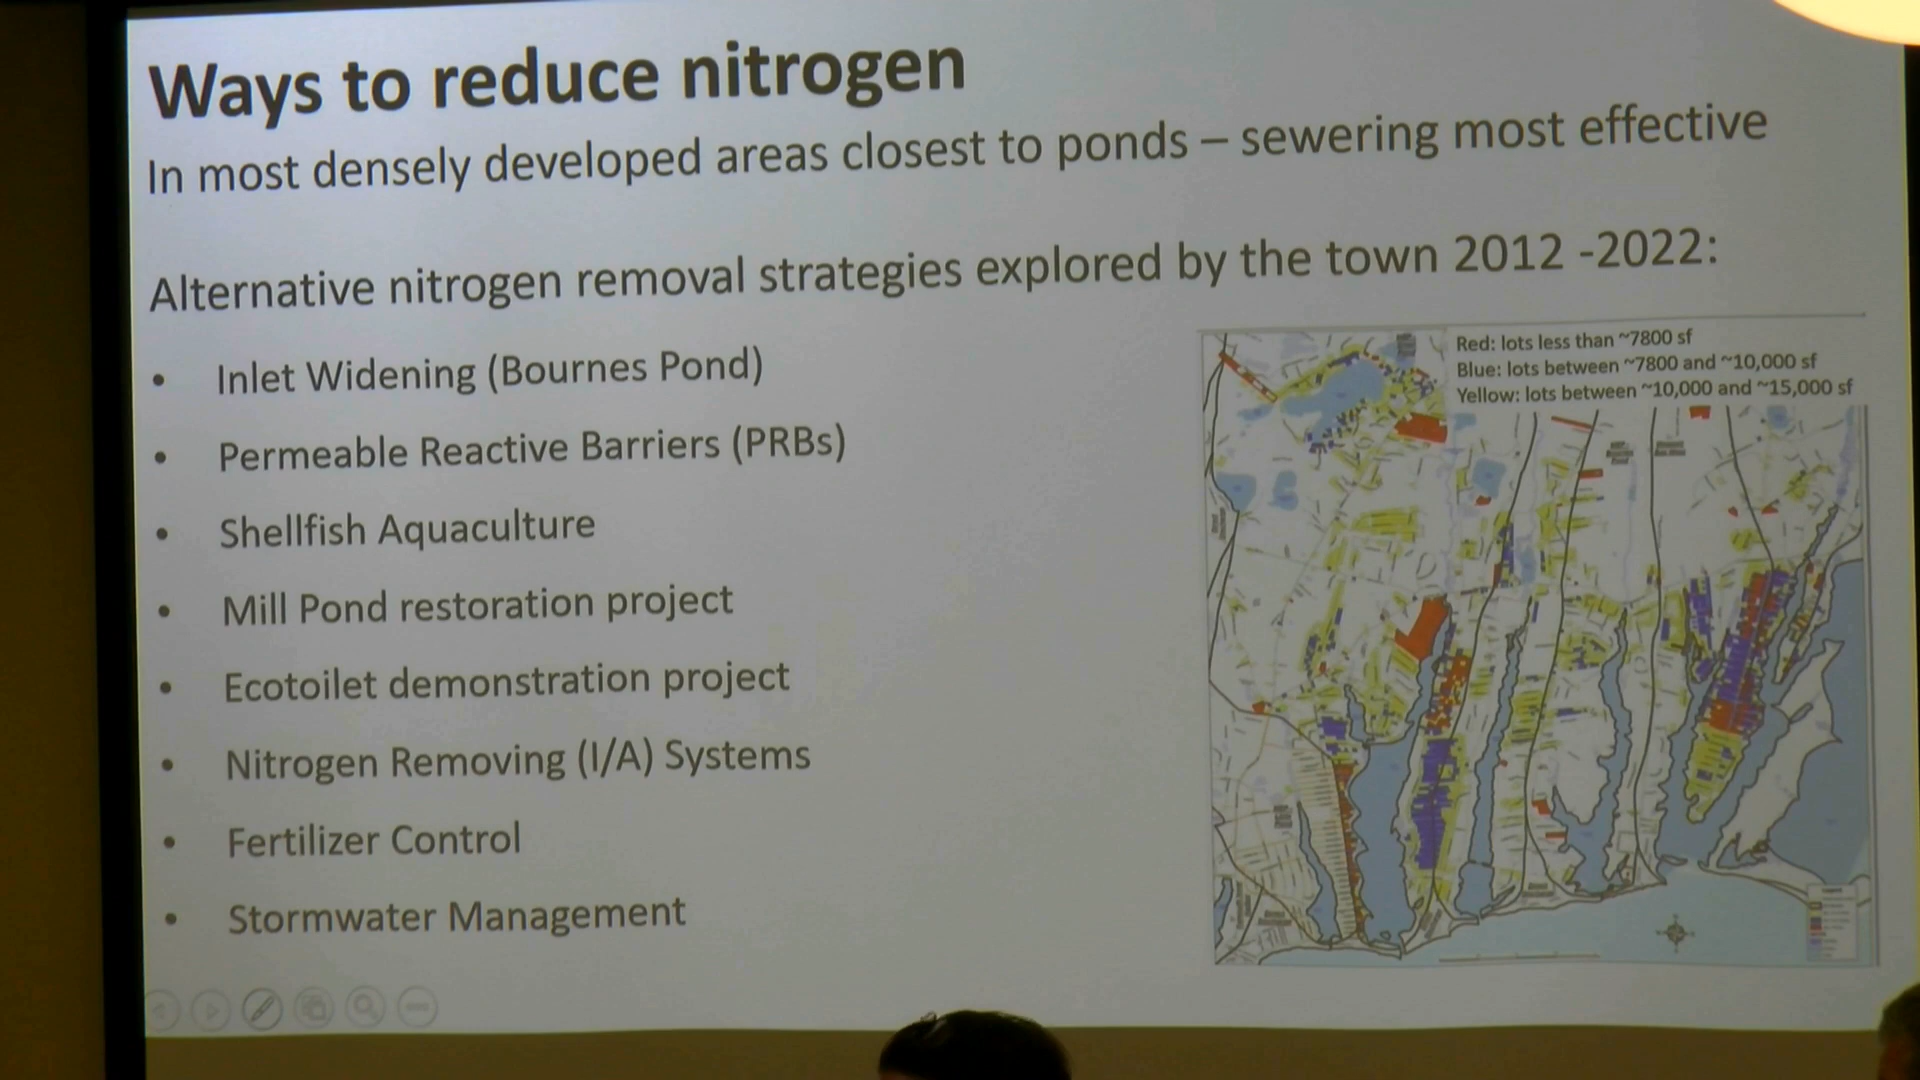 Ways to reduce nitrogen
In most densely developed areas closest to ponds – sewering most effective
Alternative nitrogen removal strategies explored by the town 2012 -2022:
• Inlet Widening (Bournes Pond)
• Permeable Reactive Barriers (PRBs)
• Shellfish Aquaculture
• Mill Pond restoration project
• Ecotoilet demonstration project
• Nitrogen Removing (I/A) Systems
• Fertilizer Control
• Stormwater Management
Red: lots less than ~7800 sf
Blue: lots between ~7800 and ~10,000 sf
Yellow: lots between ~10,000 and ~15,000 sf